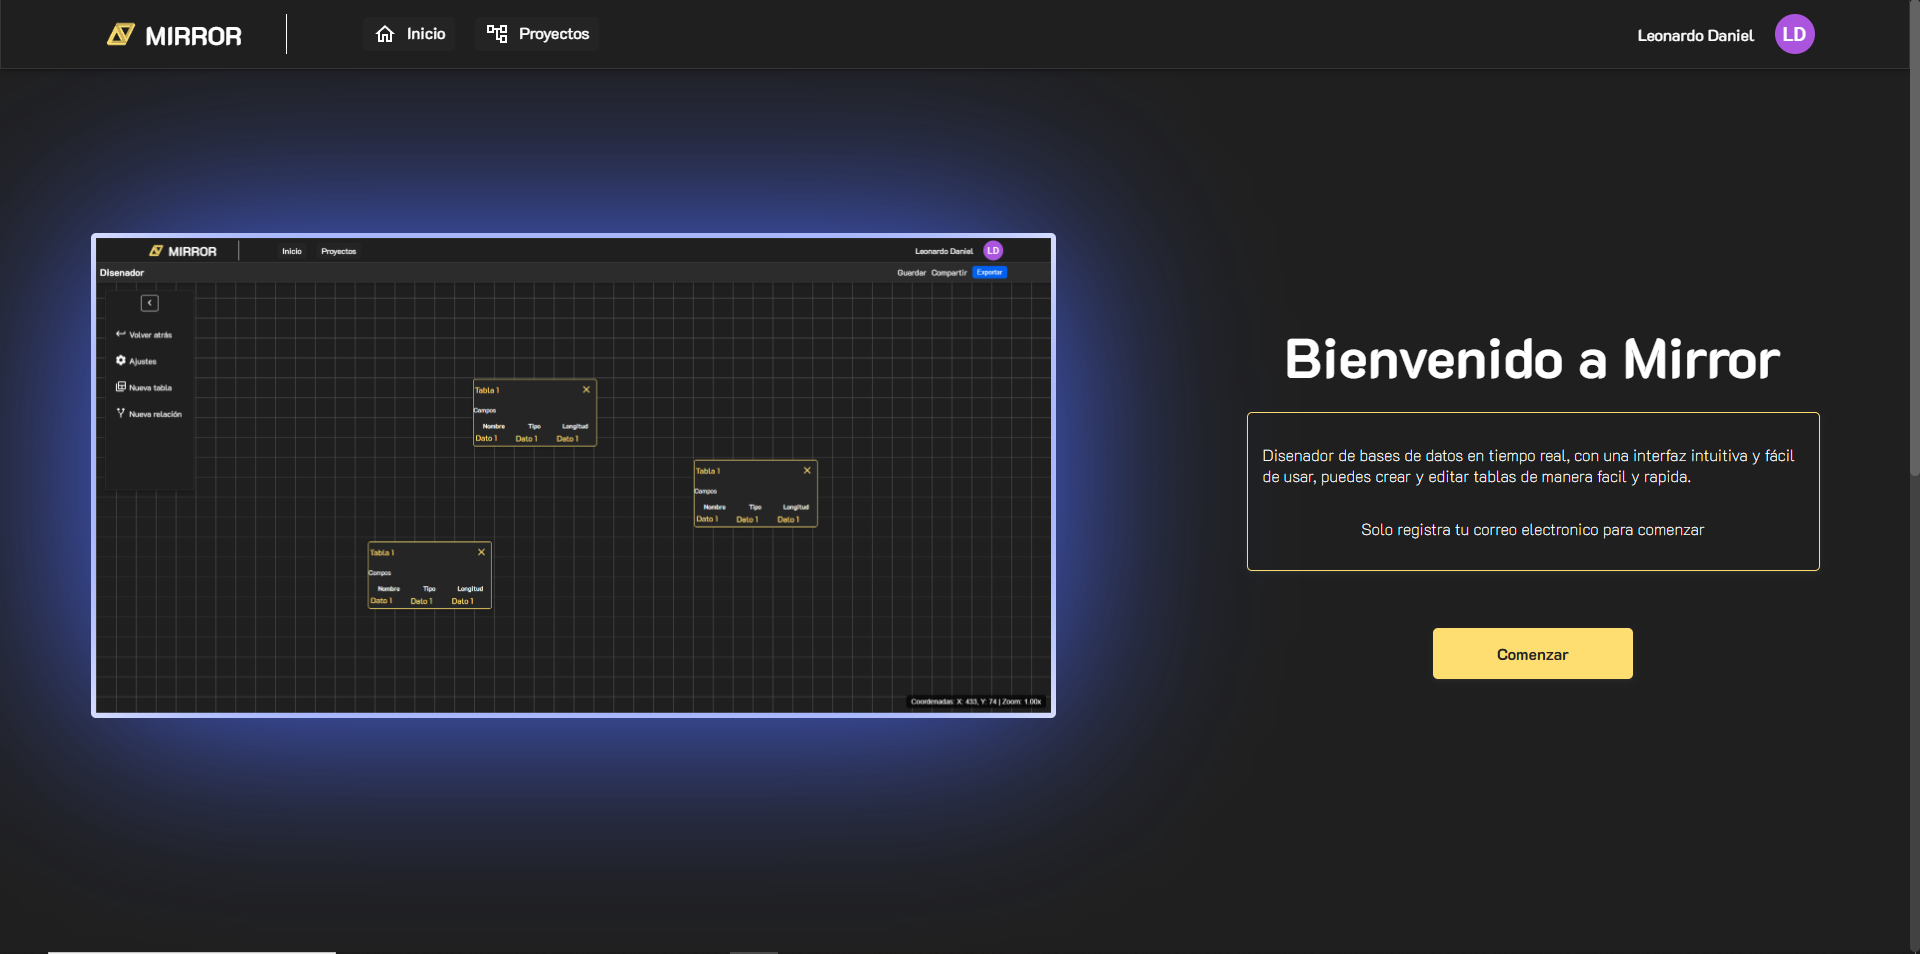 MIRROR
Inicio
Proyectos
Leonardo Daniel
LD
MIRROR
Inicio
Proyectos
Leonardo Daniel
LD
Disenador
Guardar
Compartir
Exportar
Volver atrás
Ajustes
Nueva tabla
Nueva relación
Tabla 1
Campos
Nombre Tipo Longitud
Dato 1 Dato 1 Dato 1
Tabla 1
Campos
Nombre Tipo Longitud
Dato 1 Dato 1 Dato 1
Tabla 1
Campos
Nombre Tipo Longitud
Dato 1 Dato 1 Dato 1
Coordenadas: X: 433, Y: 74 | Zoom: 1.00x
Bienvenido a Mirror
Disenador de bases de datos en tiempo real, con una interfaz intuitiva y fácil
de usar, puedes crear y editar tablas de manera facil y rapida.
Solo registra tu correo electronico para comenzar
Comenzar